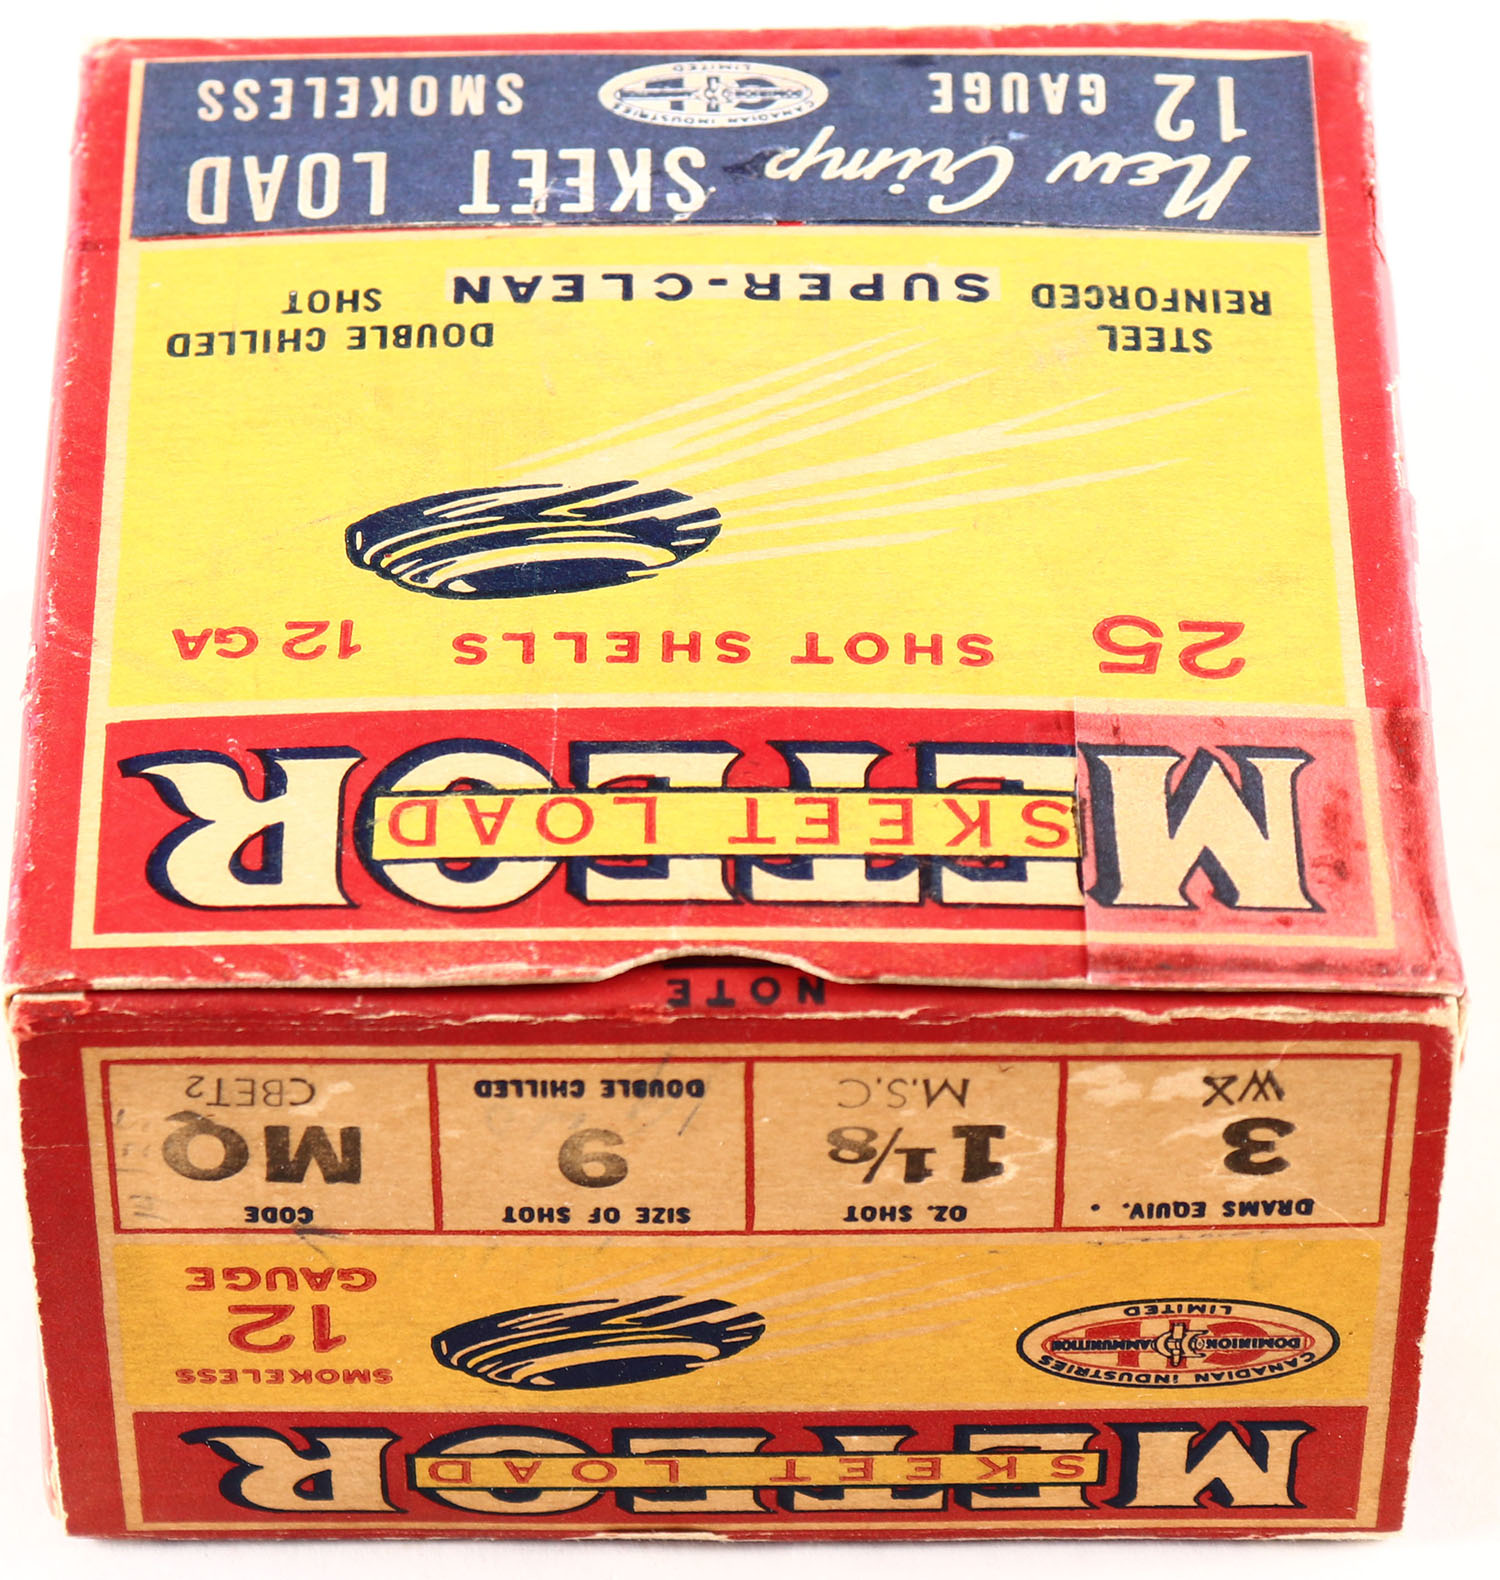 METEOR
SKEET LOAD
25 SHOT SHELLS 12 GA
STEEL
REINFORCED
SUPER-CLEAN
DOUBLE CHILLED
SHOT
New Crimp SKEET LOAD
12 GAUGE
CANADIAN INDUSTRIES
LIMITED
SMOKELESS
NOTE
METEOR
SKEET LOAD
CANADIAN INDUSTRIES
CIL
DOMINION AMMUNITION
LIMITED
SMOKELESS
12
GAUGE
DRAMS EQUIV.
3
WX
OZ. SHOT
1 1/8
M.S.C
SIZE OF SHOT
9
DOUBLE CHILLED
CODE
MQ
CBET2